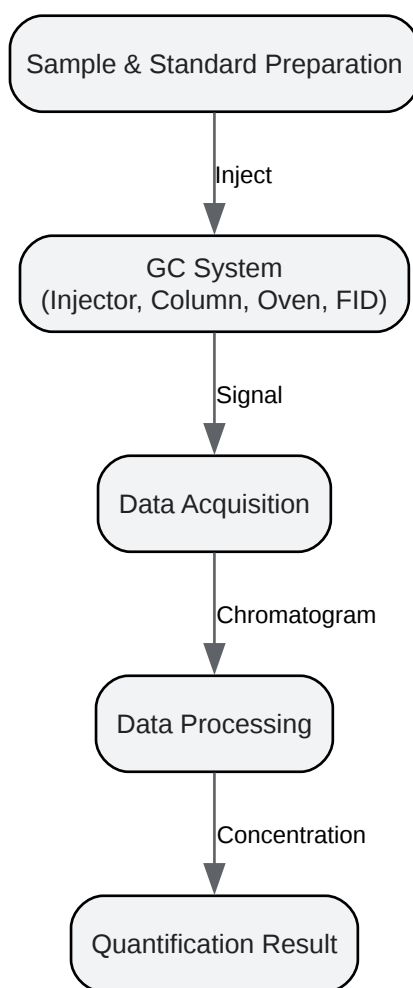 Sample & Standard Preparation
Inject
GC System
(Injector, Column, Oven, FID)
Signal
Data Acquisition
Chromatogram
Data Processing
Concentration
Quantification Result